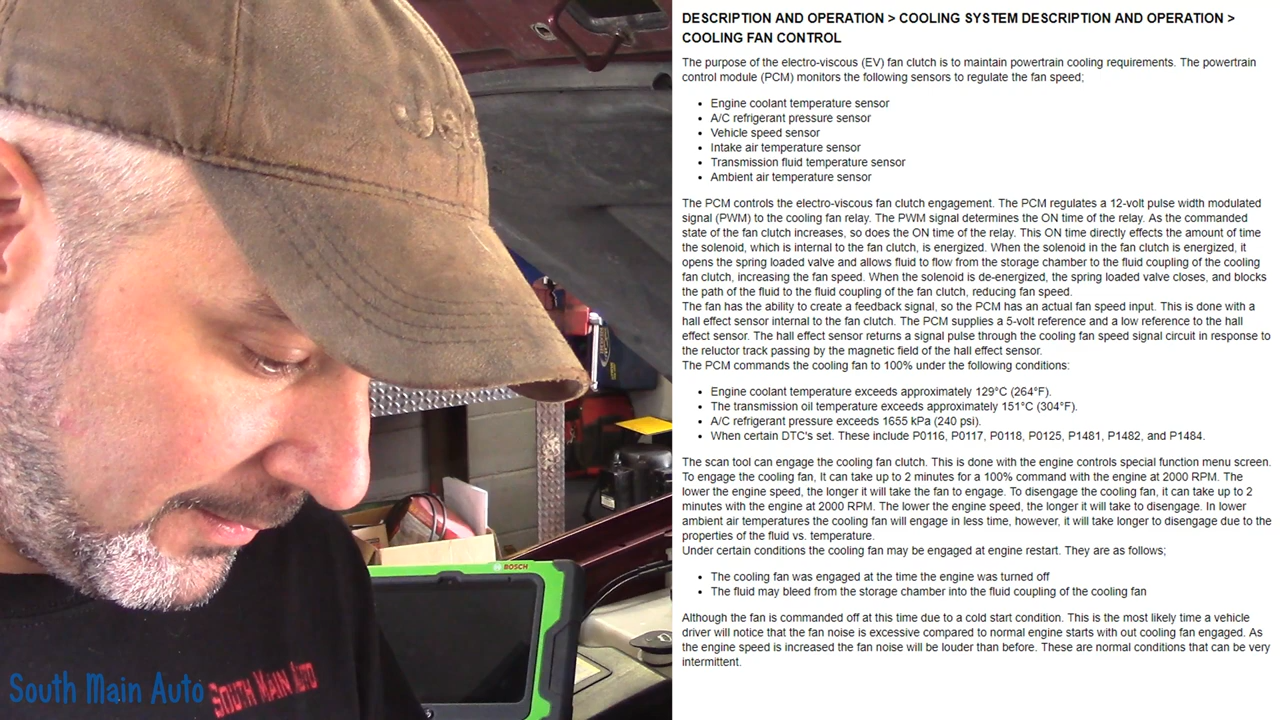 DESCRIPTION AND OPERATION > COOLING SYSTEM DESCRIPTION AND OPERATION >
COOLING FAN CONTROL
The purpose of the electro-viscous (EV) fan clutch is to maintain powertrain cooling requirements. The powertrain
control module (PCM) monitors the following sensors to regulate the fan speed;
• Engine coolant temperature sensor
• A/C refrigerant pressure sensor
• Vehicle speed sensor
• Intake air temperature sensor
• Transmission fluid temperature sensor
• Ambient air temperature sensor
The PCM controls the electro-viscous fan clutch engagement. The PCM regulates a 12-volt pulse width modulated
signal (PWM) to the cooling fan relay. The PWM signal determines the ON time of the relay. As the commanded
state of the fan clutch increases, so does the ON time of the relay. This ON time directly effects the amount of time
the solenoid, which is internal to the fan clutch, is energized. When the solenoid in the fan clutch is energized, it
opens the spring loaded valve and allows fluid to flow from the storage chamber to the fluid coupling of the cooling
fan clutch, increasing the fan speed. When the solenoid is de-energized, the spring loaded valve closes, and blocks
the path of the fluid to the fluid coupling of the fan clutch, reducing fan speed.
The fan has the ability to create a feedback signal, so the PCM has an actual fan speed input. This is done with a
hall effect sensor internal to the fan clutch. The PCM supplies a 5-volt reference and a low reference to the hall
effect sensor. The hall effect sensor returns a signal pulse through the cooling fan speed signal circuit in response to
the reluctor track passing by the magnetic field of the hall effect sensor.
The PCM commands the cooling fan to 100% under the following conditions:
• Engine coolant temperature exceeds approximately 129°C (264°F).
• The transmission oil temperature exceeds approximately 151°C (304°F).
• A/C refrigerant pressure exceeds 1655 kPa (240 psi).
• When certain DTC's set. These include P0116, P0117, P0118, P0125, P1481, P1482, and P1484.
The scan tool can engage the cooling fan clutch. This is done with the engine controls special function menu screen.
To engage the cooling fan, It can take up to 2 minutes for a 100% command with the engine at 2000 RPM. The
lower the engine speed, the longer it will take the fan to engage. To disengage the cooling fan, it can take up to 2
minutes with the engine at 2000 RPM. The lower the engine speed, the longer it will take to disengage. In lower
ambient air temperatures the cooling fan will engage in less time, however, it will take longer to disengage due to the
properties of the fluid vs. temperature.
Under certain conditions the cooling fan may be engaged at engine restart. They are as follows;
• The cooling fan was engaged at the time the engine was turned off
• The fluid may bleed from the storage chamber into the fluid coupling of the cooling fan
Although the fan is commanded off at this time due to a cold start condition. This is the most likely time a vehicle
driver will notice that the fan noise is excessive compared to normal engine starts with out cooling fan engaged. As
the engine speed is increased the fan noise will be louder than before. These are normal conditions that can be very
intermittent.
BOSCH
South Main Auto
SOUTH MAIN AUTO